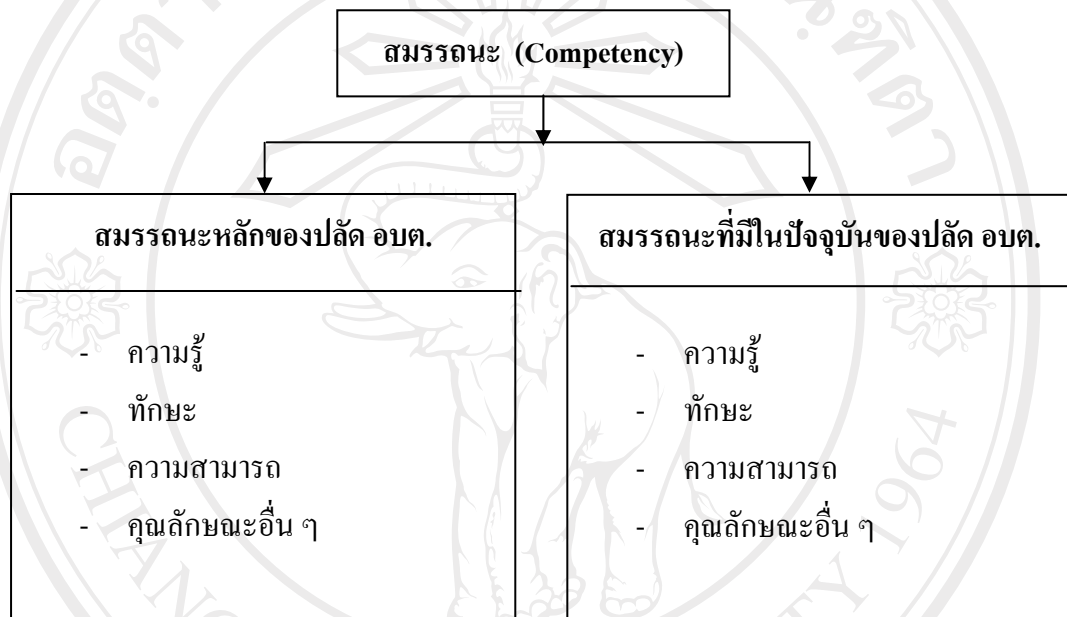 สมรรถนะ (Competency)
สมรรถนะหลักของปลัด อบต.
- ความรู้
- ทักษะ
- ความสามารถ
- คุณลักษณะอื่น ๆ
สมรรถนะที่มีในปัจจุบันของปลัด อบต.
- ความรู้
- ทักษะ
- ความสามารถ
- คุณลักษณะอื่น ๆ
1964